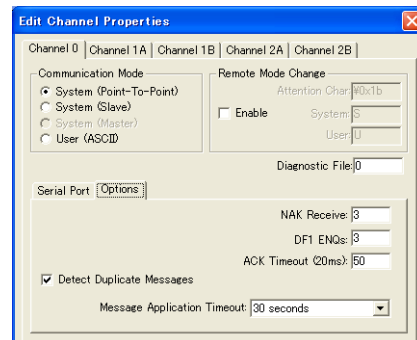 Edit Channel Properties
Channel 0 Channel 1A Channel 1B Channel 2A Channel 2B
Communication Mode
System (Point-To-Point)
System (Slave)
System (Master)
User (ASCII)
Remote Mode Change
Attention Char: ¥0x1b
Enable
System: S
User: U
Diagnostic File: 0
Serial Port Options
NAK Receive: 3
DF1 ENQs: 3
ACK Timeout (20ms): 50
Detect Duplicate Messages
Message Application Timeout: 30 seconds